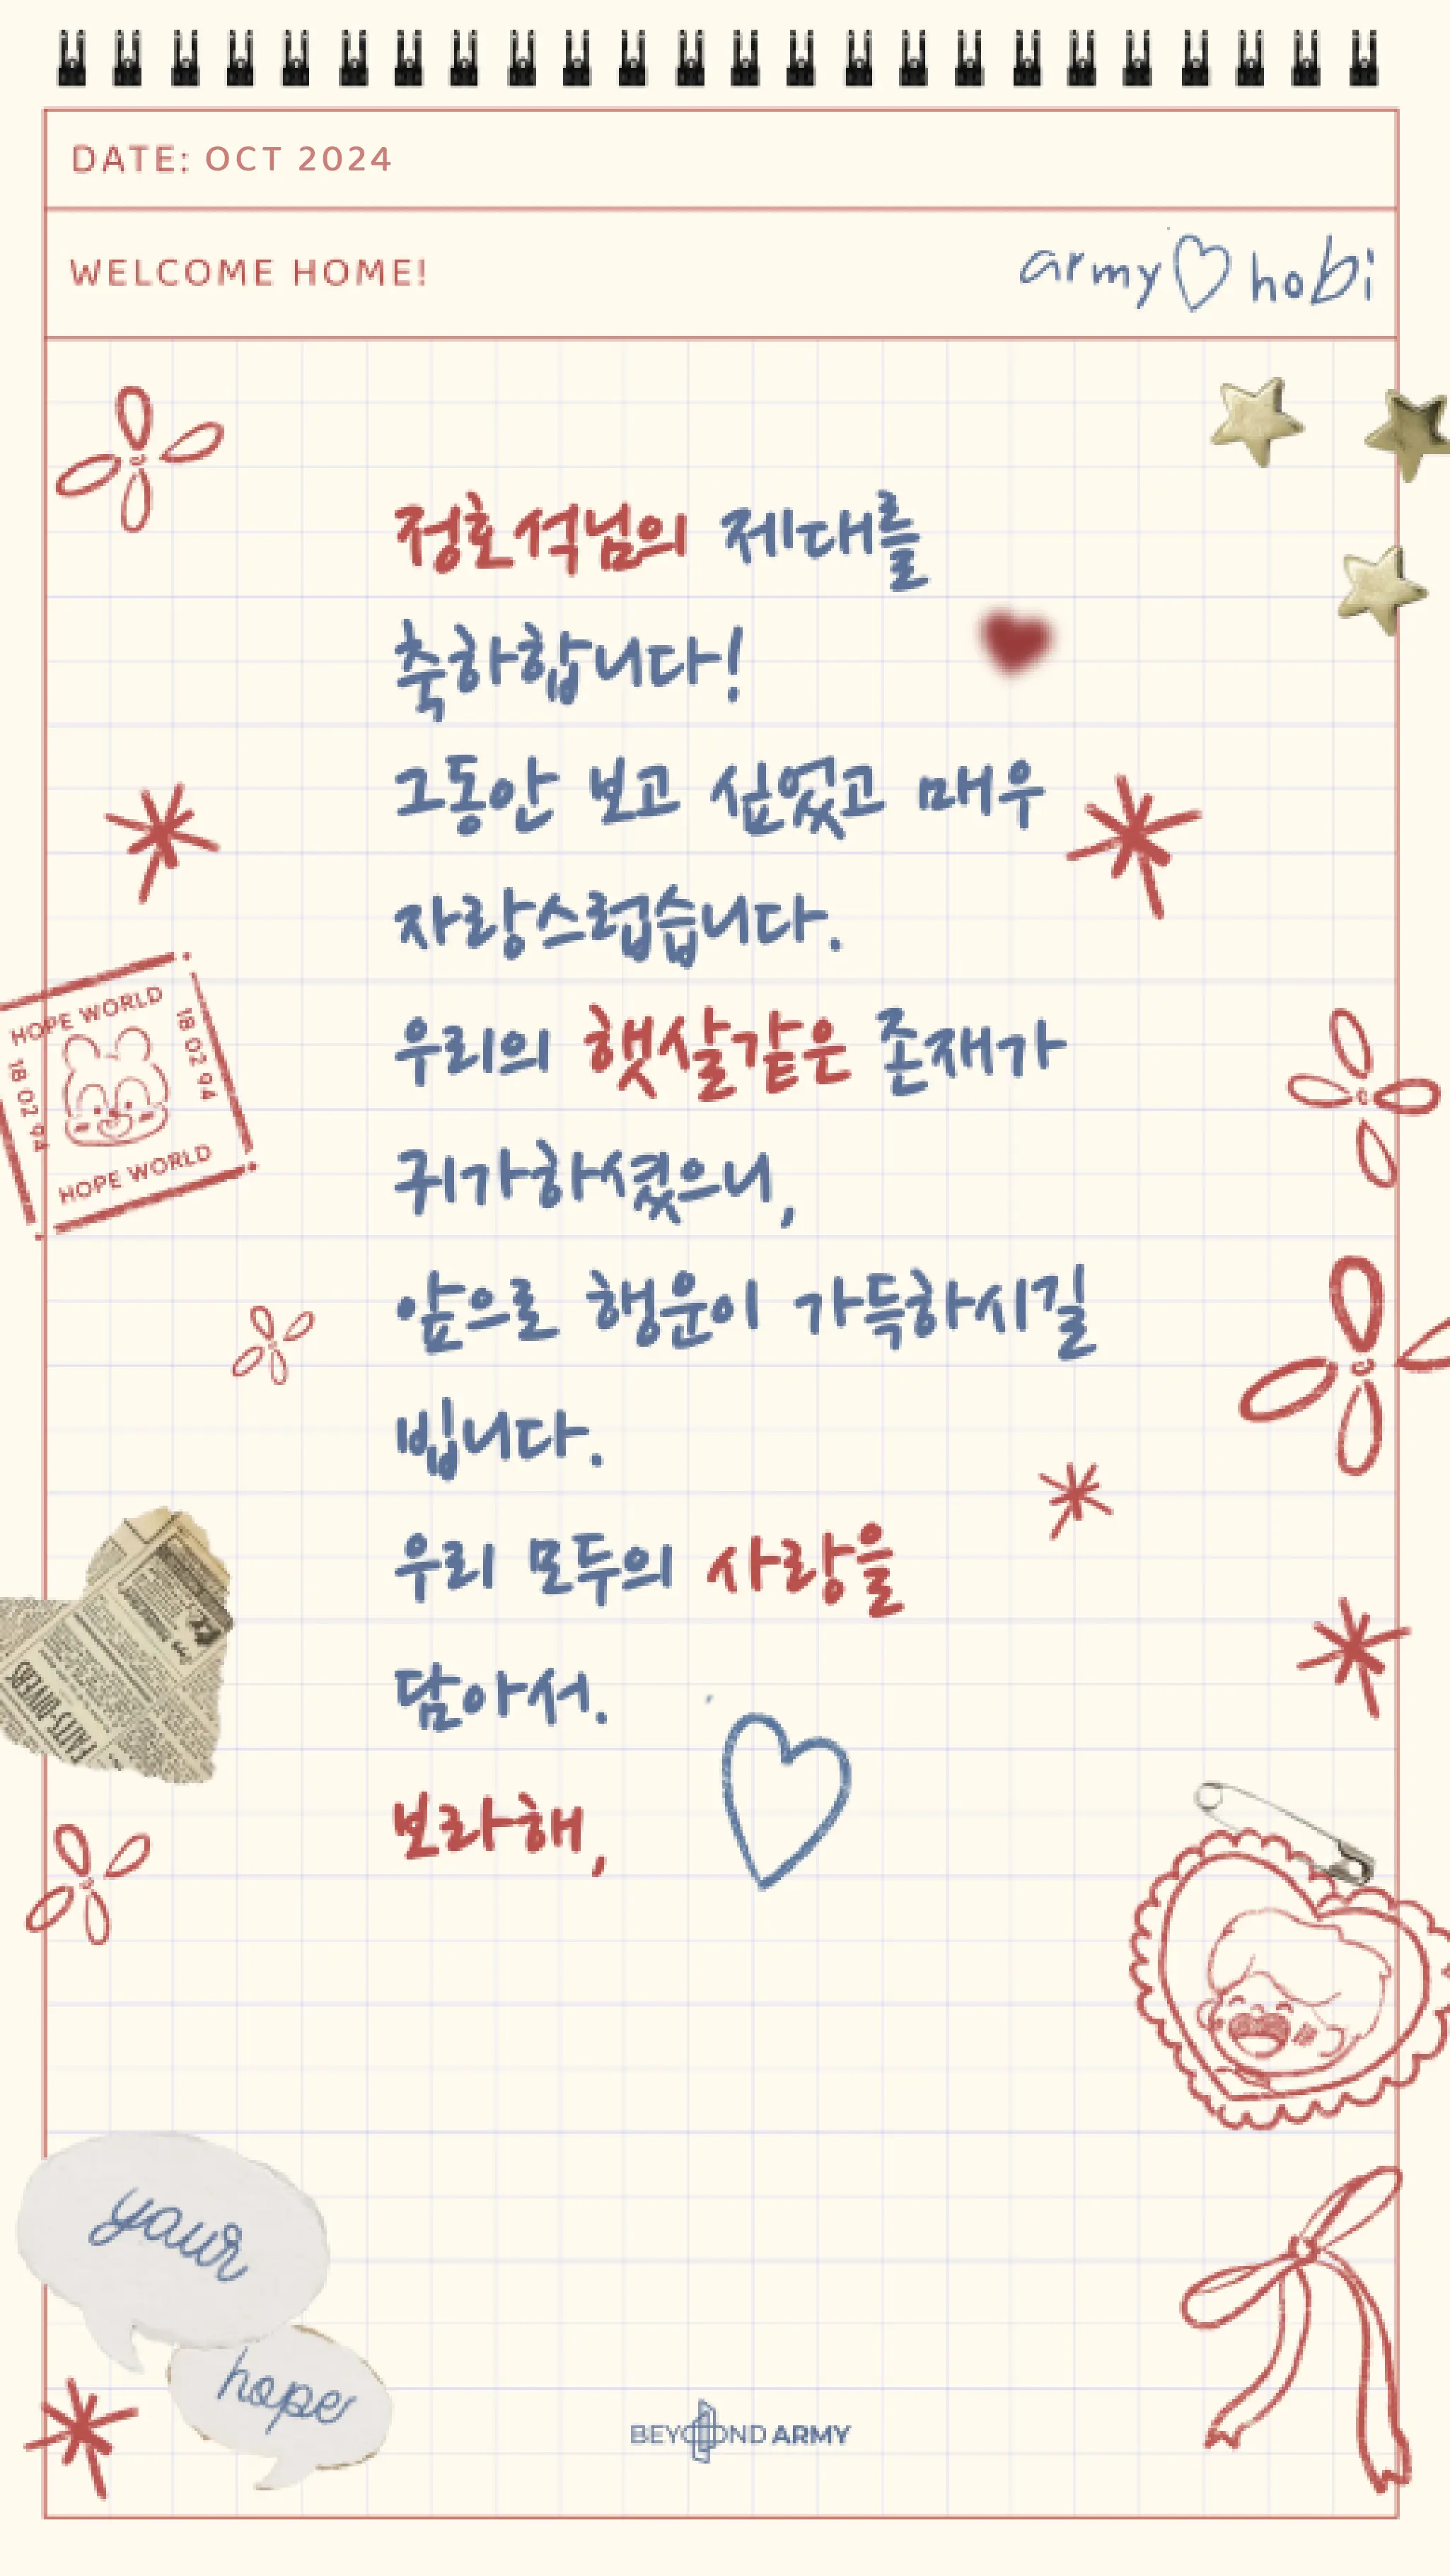 DATE: OCT 2024
WELCOME HOME!
army hobi
정호석님의 제대를
축하합니다!
그동안 보고 싶었고 매우
자랑스럽습니다.
HOPE WORLD
18 02 94
18 02 94
HOPE WORLD
우리의 햇살같은 존재가
귀가하셨으니,
앞으로 행운이 가득하시길
빕니다.
우리 모두의 사랑을
담아서.
FAITS-DIVERS
보라해,
your
hope
BEYOND ARMY